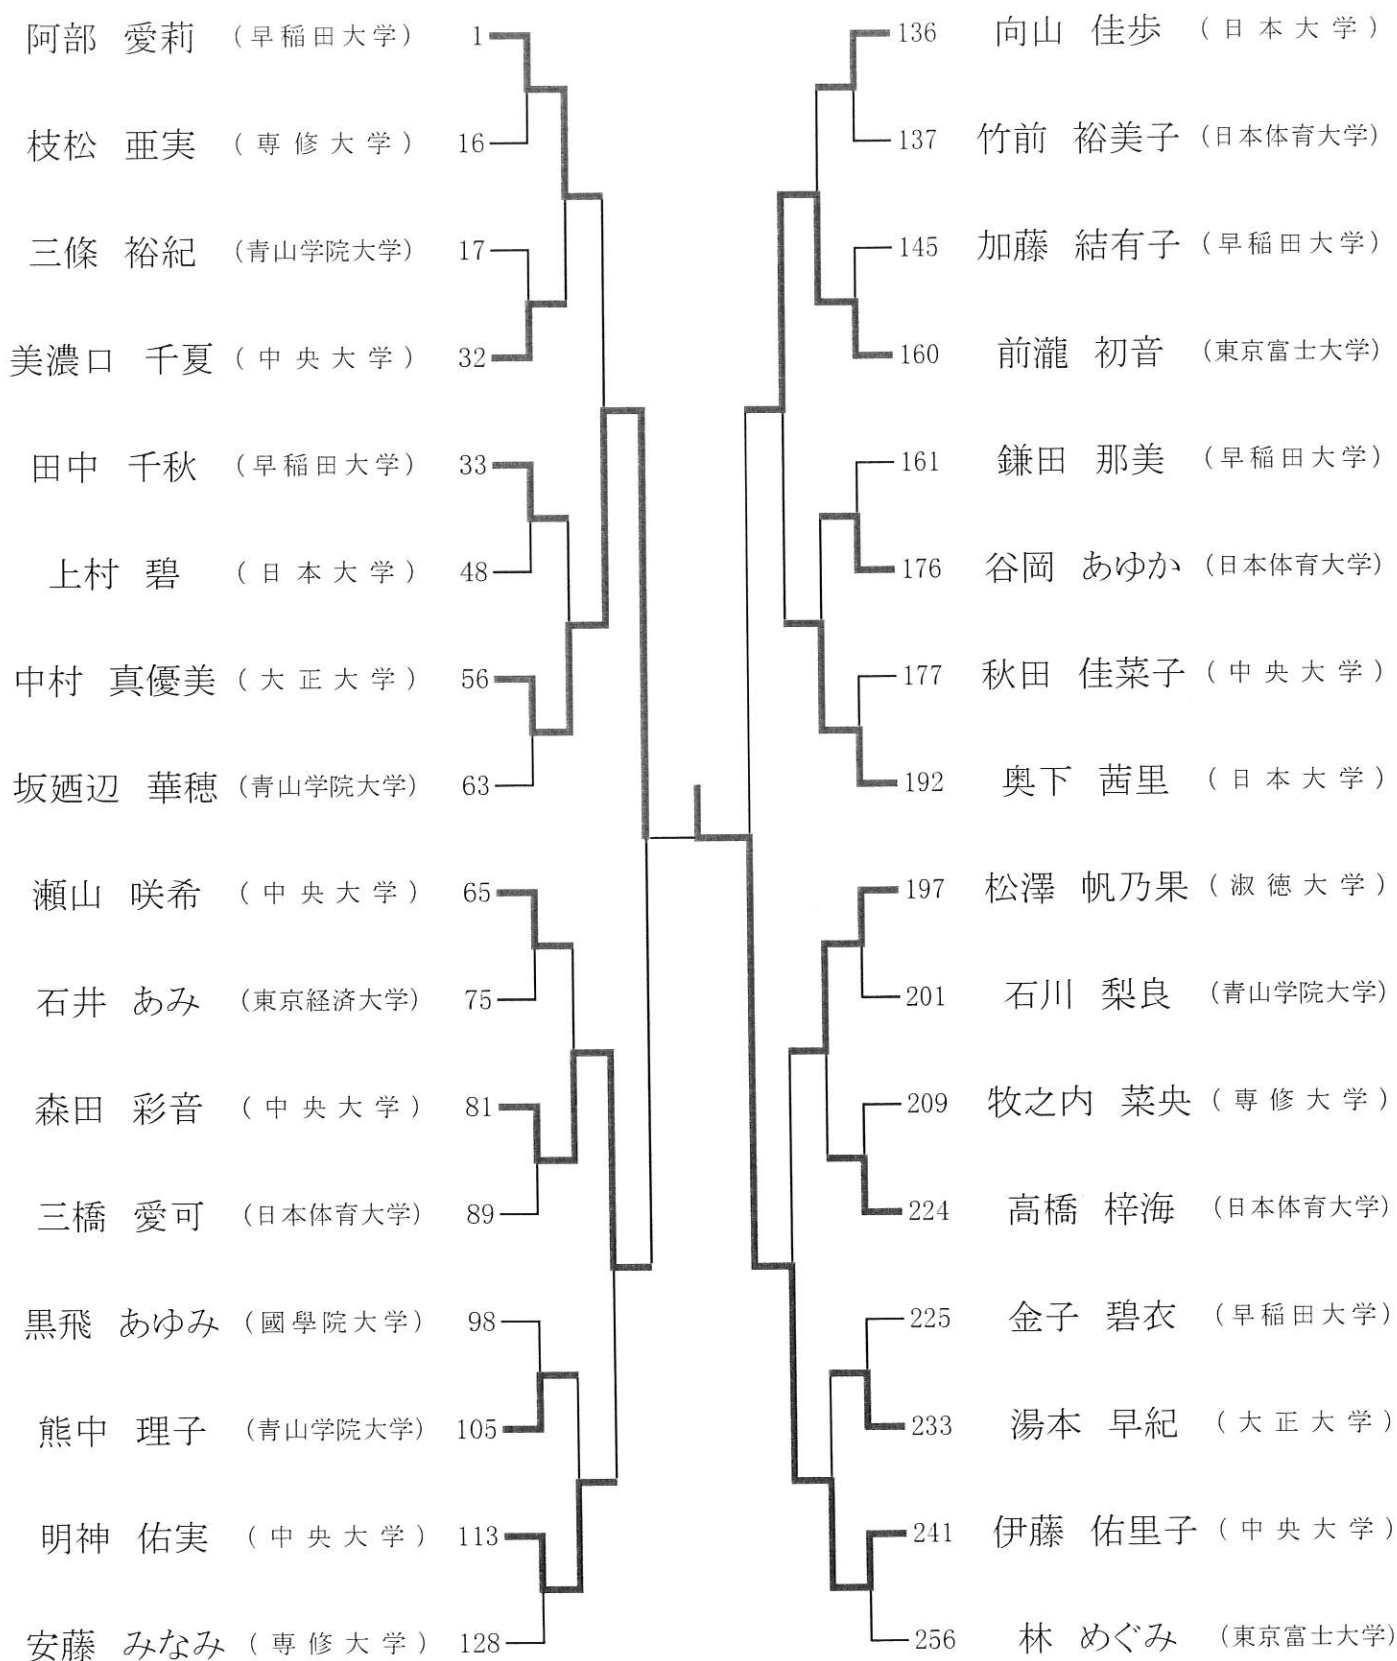 阿部 愛莉 (早稲田大学) 1
枝松 亜実 (専修大学) 16
三條 裕紀 (青山学院大学) 17
美濃口 千夏 (中央大学) 32
田中 千秋 (早稲田大学) 33
上村 碧 (日本大学) 48
中村 真優美 (大正大学) 56
坂廼辺 華穂 (青山学院大学) 63
瀬山 咲希 (中央大学) 65
石井 あみ (東京経済大学) 75
森田 彩音 (中央大学) 81
三橋 愛可 (日本体育大学) 89
黒飛 あゆみ (國學院大学) 98
熊中 理子 (青山学院大学) 105
明神 佑実 (中央大学) 113
安藤 みなみ (専修大学) 128
136 向山 佳歩 (日本大学)
137 竹前 裕美子 (日本体育大学)
145 加藤 結有子 (早稲田大学)
160 前瀧 初音 (東京富士大学)
161 鎌田 那美 (早稲田大学)
176 谷岡 あゆか (日本体育大学)
177 秋田 佳菜子 (中央大学)
192 奥下 茜里 (日本大学)
197 松澤 帆乃果 (淑徳大学)
201 石川 梨良 (青山学院大学)
209 牧之内 菜央 (専修大学)
224 高橋 梓海 (日本体育大学)
225 金子 碧衣 (早稲田大学)
233 湯本 早紀 (大正大学)
241 伊藤 佑里子 (中央大学)
256 林 めぐみ (東京富士大学)